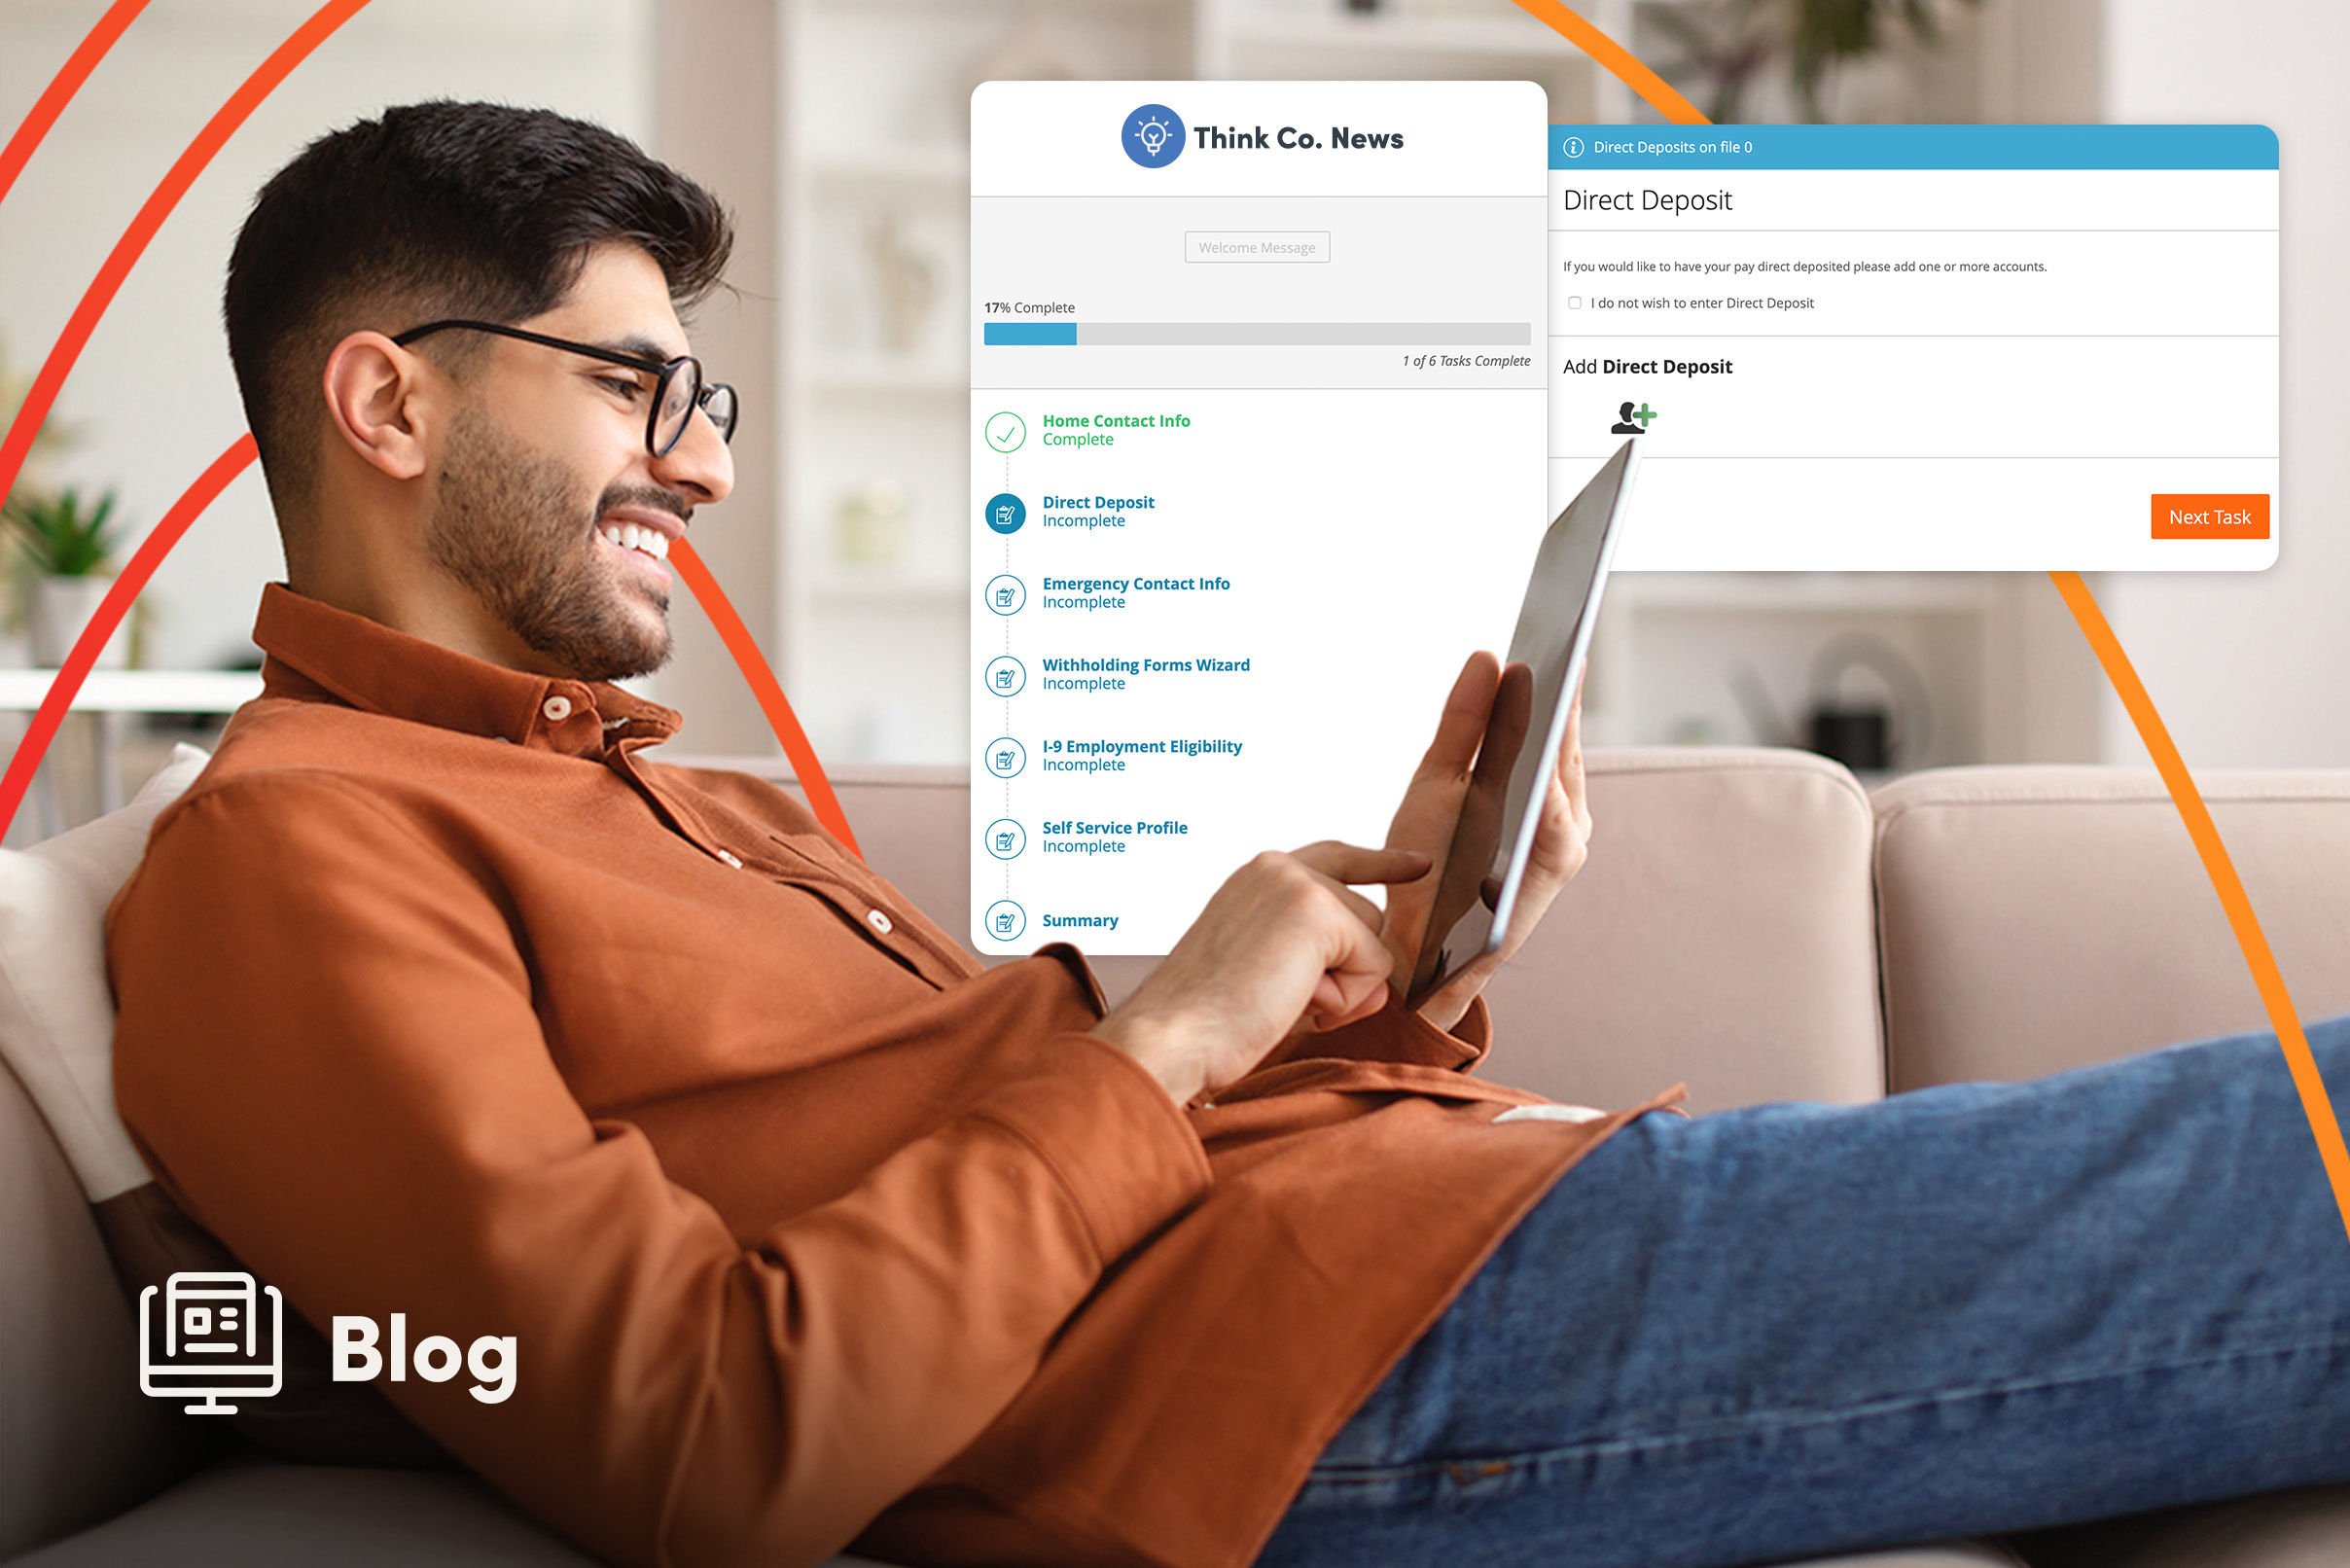 Think Co. News
Welcome Message
17% Complete
1 of 6 Tasks Complete
Home Contact Info
Complete
Direct Deposit
Incomplete
Emergency Contact Info
Incomplete
Withholding Forms Wizard
Incomplete
I-9 Employment Eligibility
Incomplete
Self Service Profile
Incomplete
Summary
Direct Deposits on file 0
Direct Deposit
If you would like to have your pay direct deposited please add one or more accounts.
I do not wish to enter Direct Deposit
Add Direct Deposit
Next Task
Blog